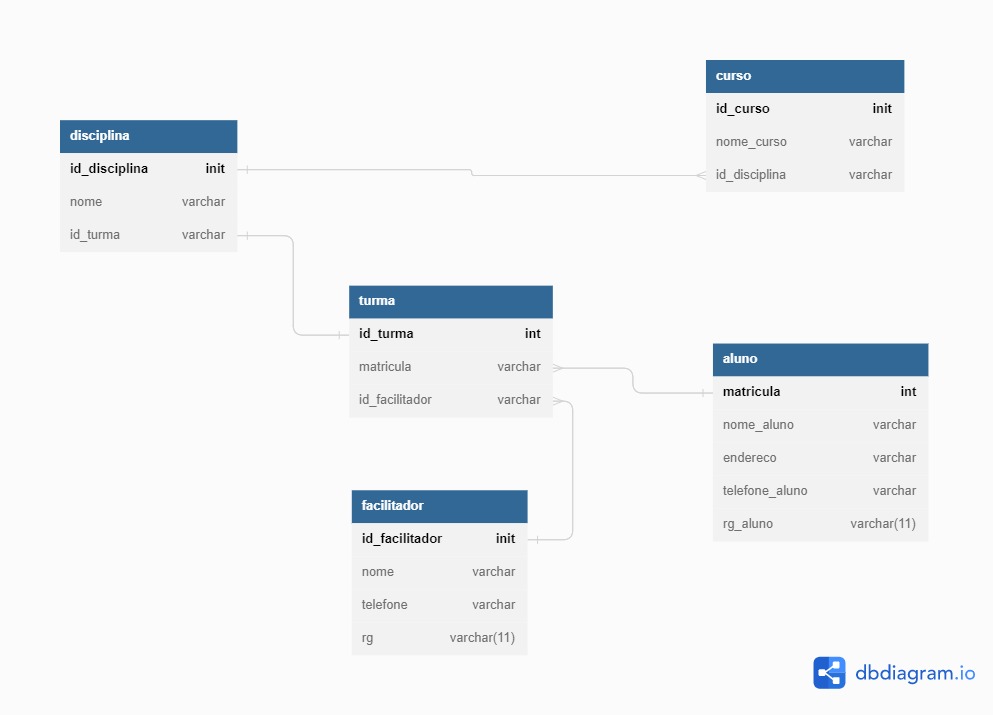 curso
id_curso init
nome_curso varchar
id_disciplina varchar
disciplina
id_disciplina init
nome varchar
id_turma varchar
turma
id_turma int
matricula varchar
id_facilitador varchar
aluno
matricula int
nome_aluno varchar
endereco varchar
telefone_aluno varchar
rg_aluno varchar(11)
facilitador
id_facilitador init
nome varchar
telefone varchar
rg varchar(11)
dbdiagram.io